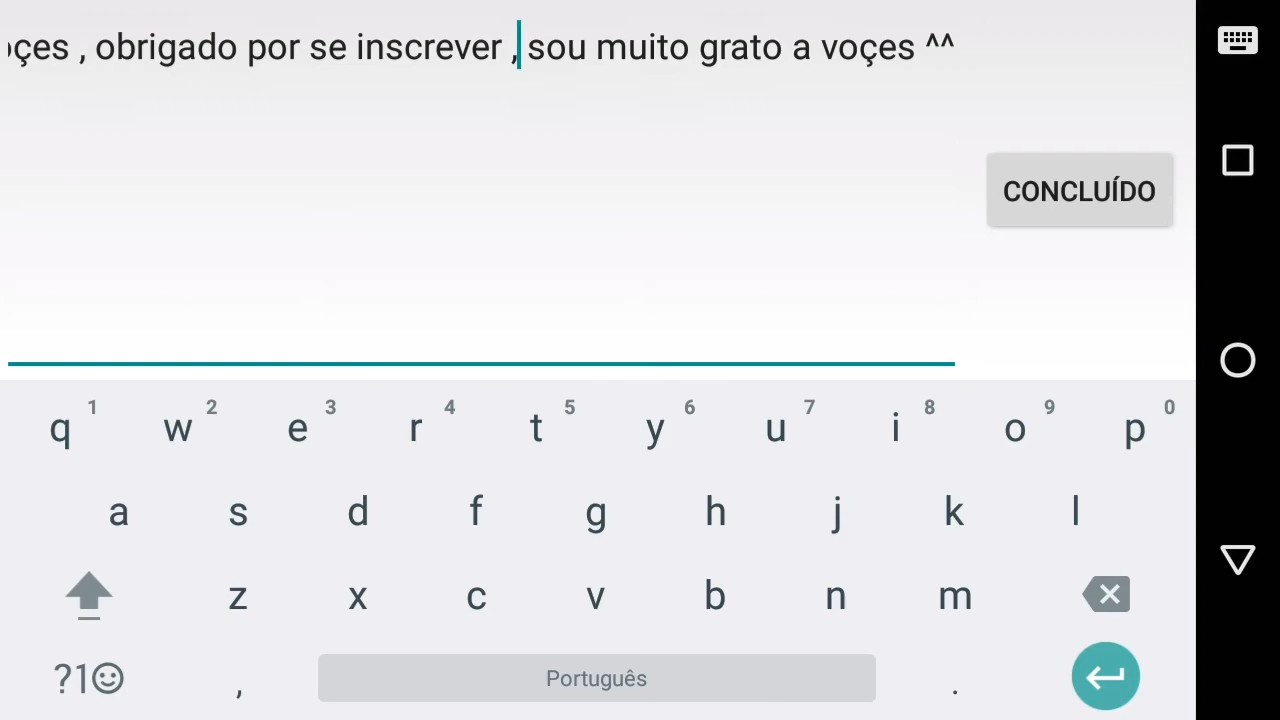 oçes , obrigado por se inscrever , sou muito grato a voçes ^^
CONCLUÍDO
q 1 w 2 e 3 r 4 t 5 y 6 u 7 i 8 o 9 p 0
a s d f g h j k l
z x c v b n m
?1☺ , Português .